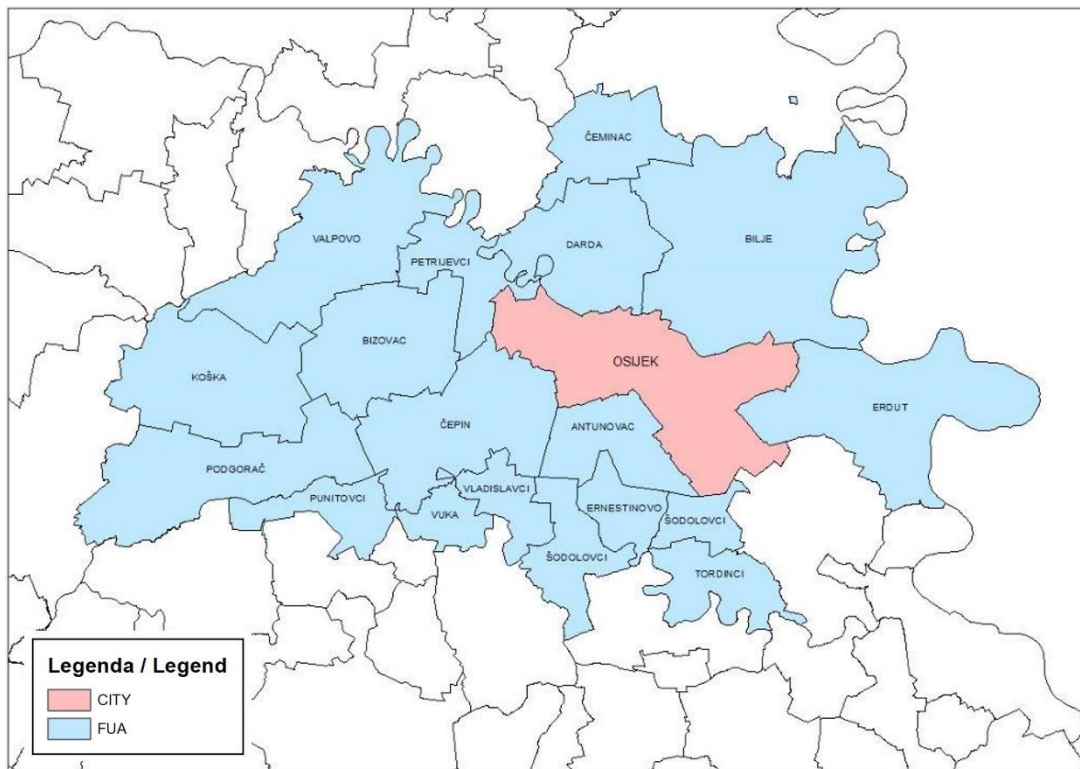 ČEMINAC
VALPOVO
BILJE
DARDA
PETRIJEVCI
BIZOVAC
OSIJEK
KOŠKA
ERDUT
ČEPIN
ANTUNOVAC
PODGORAČ
VLADISLAVCI
PUNITOVCI
ERNESTINOVO
VUKA
ŠODOLOVCI
ŠODOLOVCI
TORDINCI
Legenda / Legend
CITY
FUA